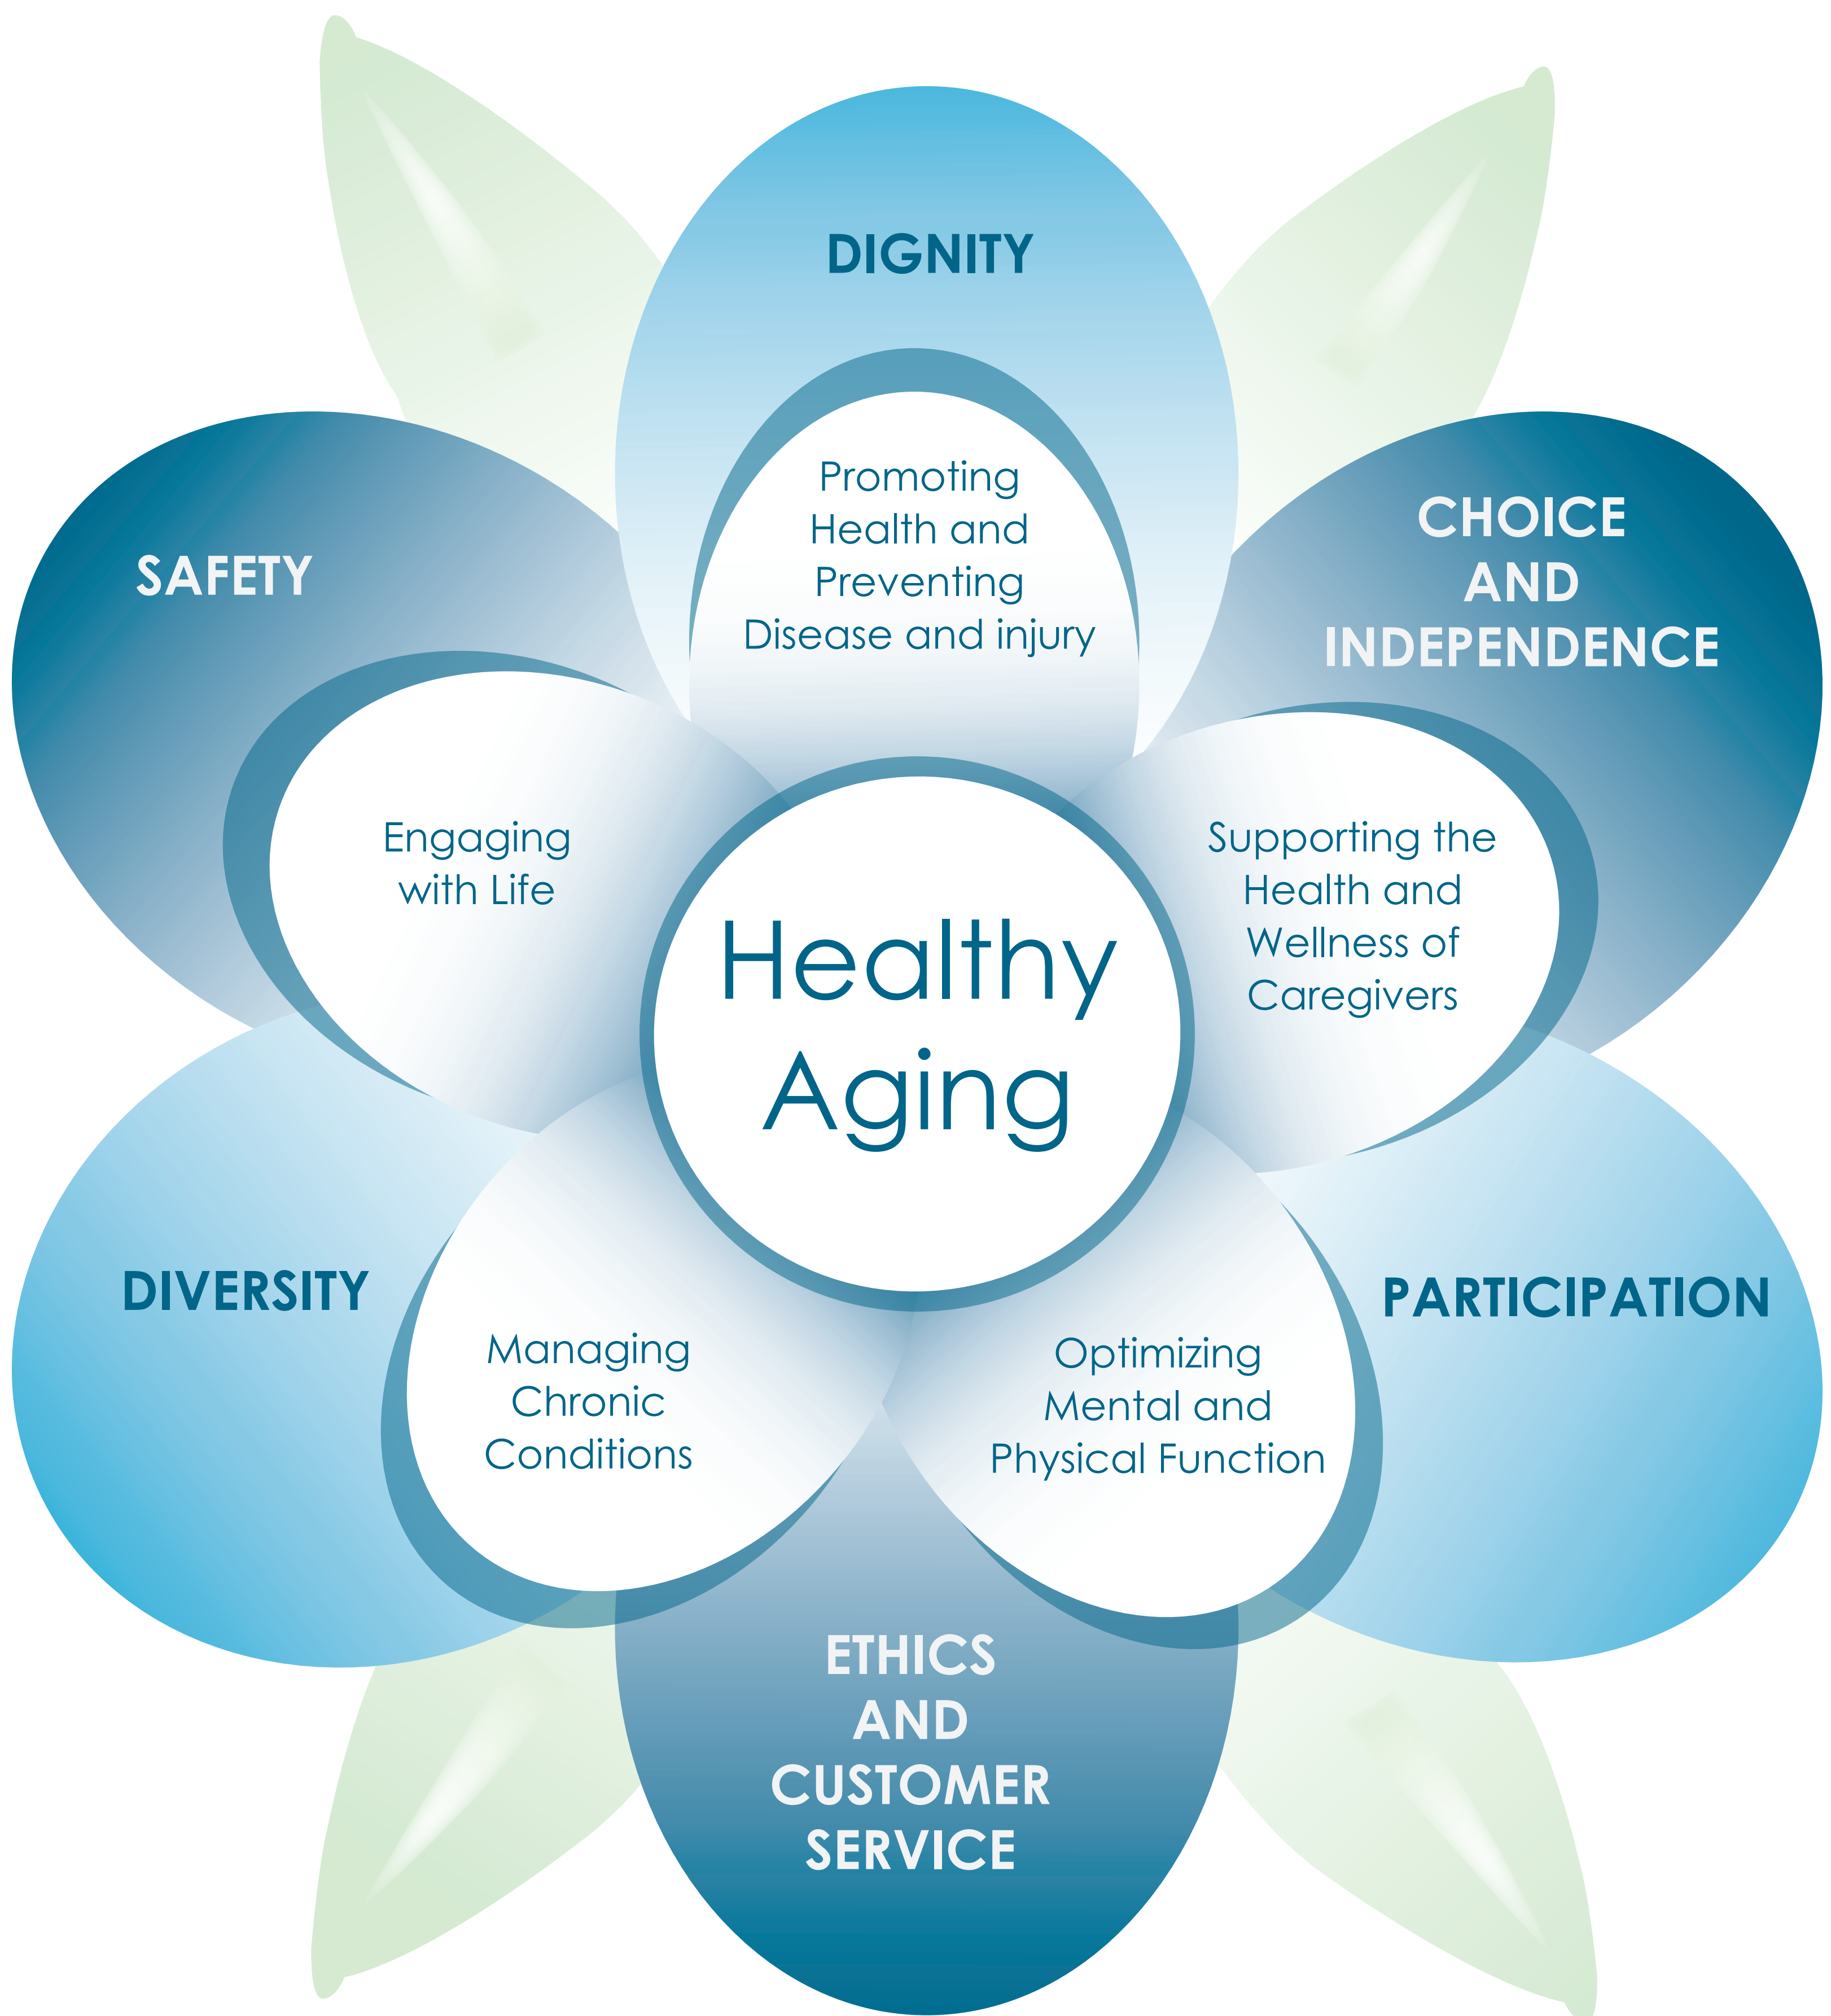 DIGNITY
Promoting
Health and
Preventing
Disease and injury
SAFETY
CHOICE
AND
INDEPENDENCE
Engaging
with Life
Supporting the
Health and
Wellness of
Caregivers
Healthy
Aging
DIVERSITY
PARTICIPATION
Managing
Chronic
Conditions
Optimizing
Mental and
Physical Function
ETHICS
AND
CUSTOMER
SERVICE